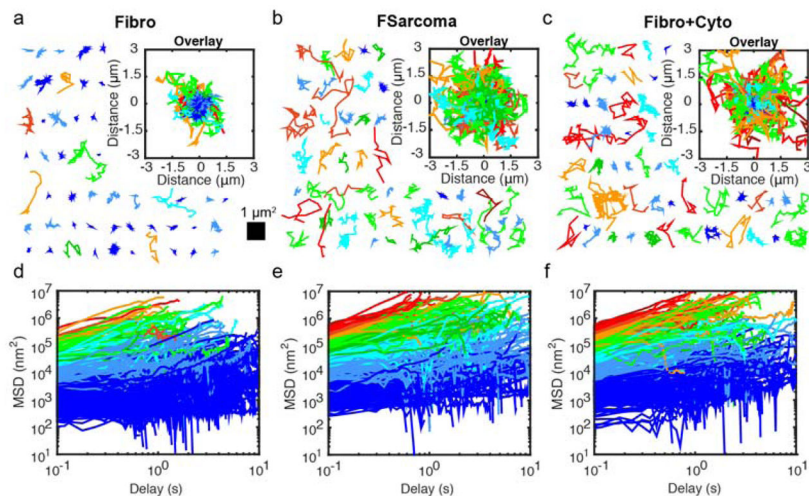 Fibro
FSarcoma
Fibro+Cyto
a
b
c
Overlay
Overlay
Overlay
Distance (µm)
3
1.5
0
-1.5
-3
-3 -1.5 0 1.5 3
Distance (µm)
Distance (µm)
3
1.5
0
-1.5
-3
-3 -1.5 0 1.5 3
Distance (µm)
Distance (µm)
3
1.5
0
-1.5
-3
-3 -1.5 0 1.5 3
Distance (µm)
1 µm²
d
e
f
MSD (nm²)
10⁷
10⁶
10⁵
10⁴
10³
10²
10¹
10⁻¹ 10⁰ 10¹
Delay (s)
MSD (nm²)
10⁷
10⁶
10⁵
10⁴
10³
10²
10¹
10⁻¹ 10⁰ 10¹
Delay (s)
MSD (nm²)
10⁷
10⁶
10⁵
10⁴
10³
10²
10¹
10⁻¹ 10⁰ 10¹
Delay (s)